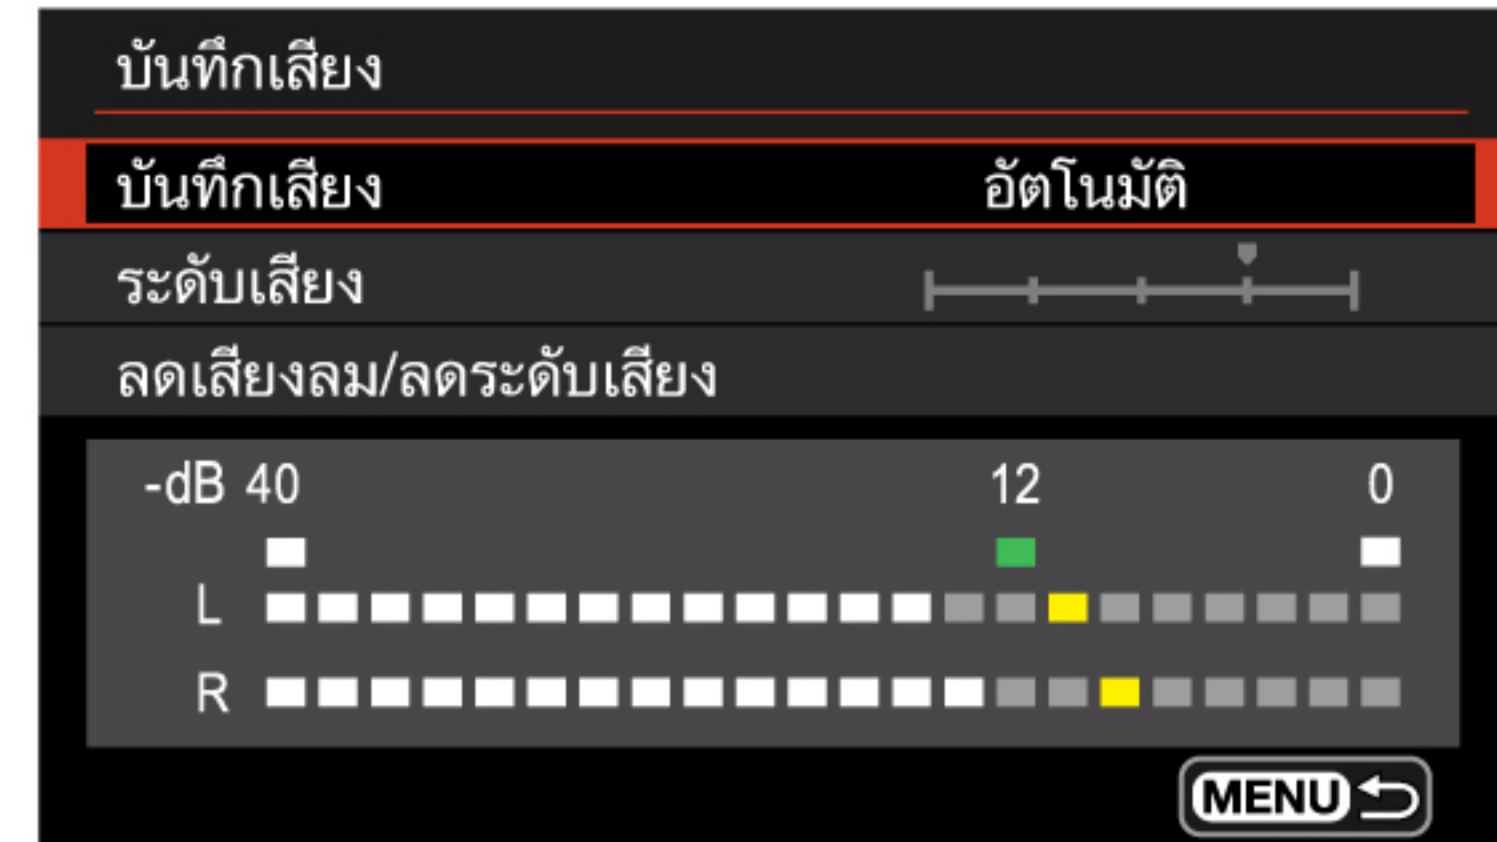 บันทึกเสียง
บันทึกเสียง อัตโนมัติ
ระดับเสียง
ลดเสียงลม/ลดระดับเสียง
-dB 40 12 0
L
R
MENU